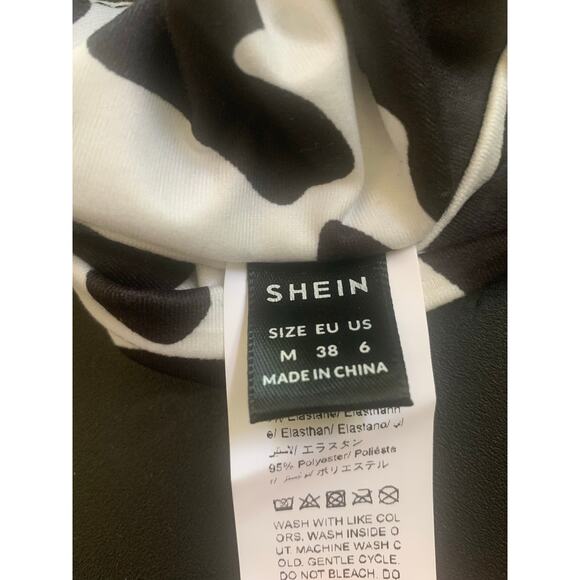 SHEIN
SIZE EU US
M 38 6
MADE IN CHINA
e/ Elasthan/ Elastano/
エラスタン
95% Polyester/ Poliéste
ポリエステル
WASH WITH LIKE COL
ORS. WASH INSIDE O
UT. MACHINE WASH C
OLD. GENTLE CYCLE.
DO NOT BLEACH. DO